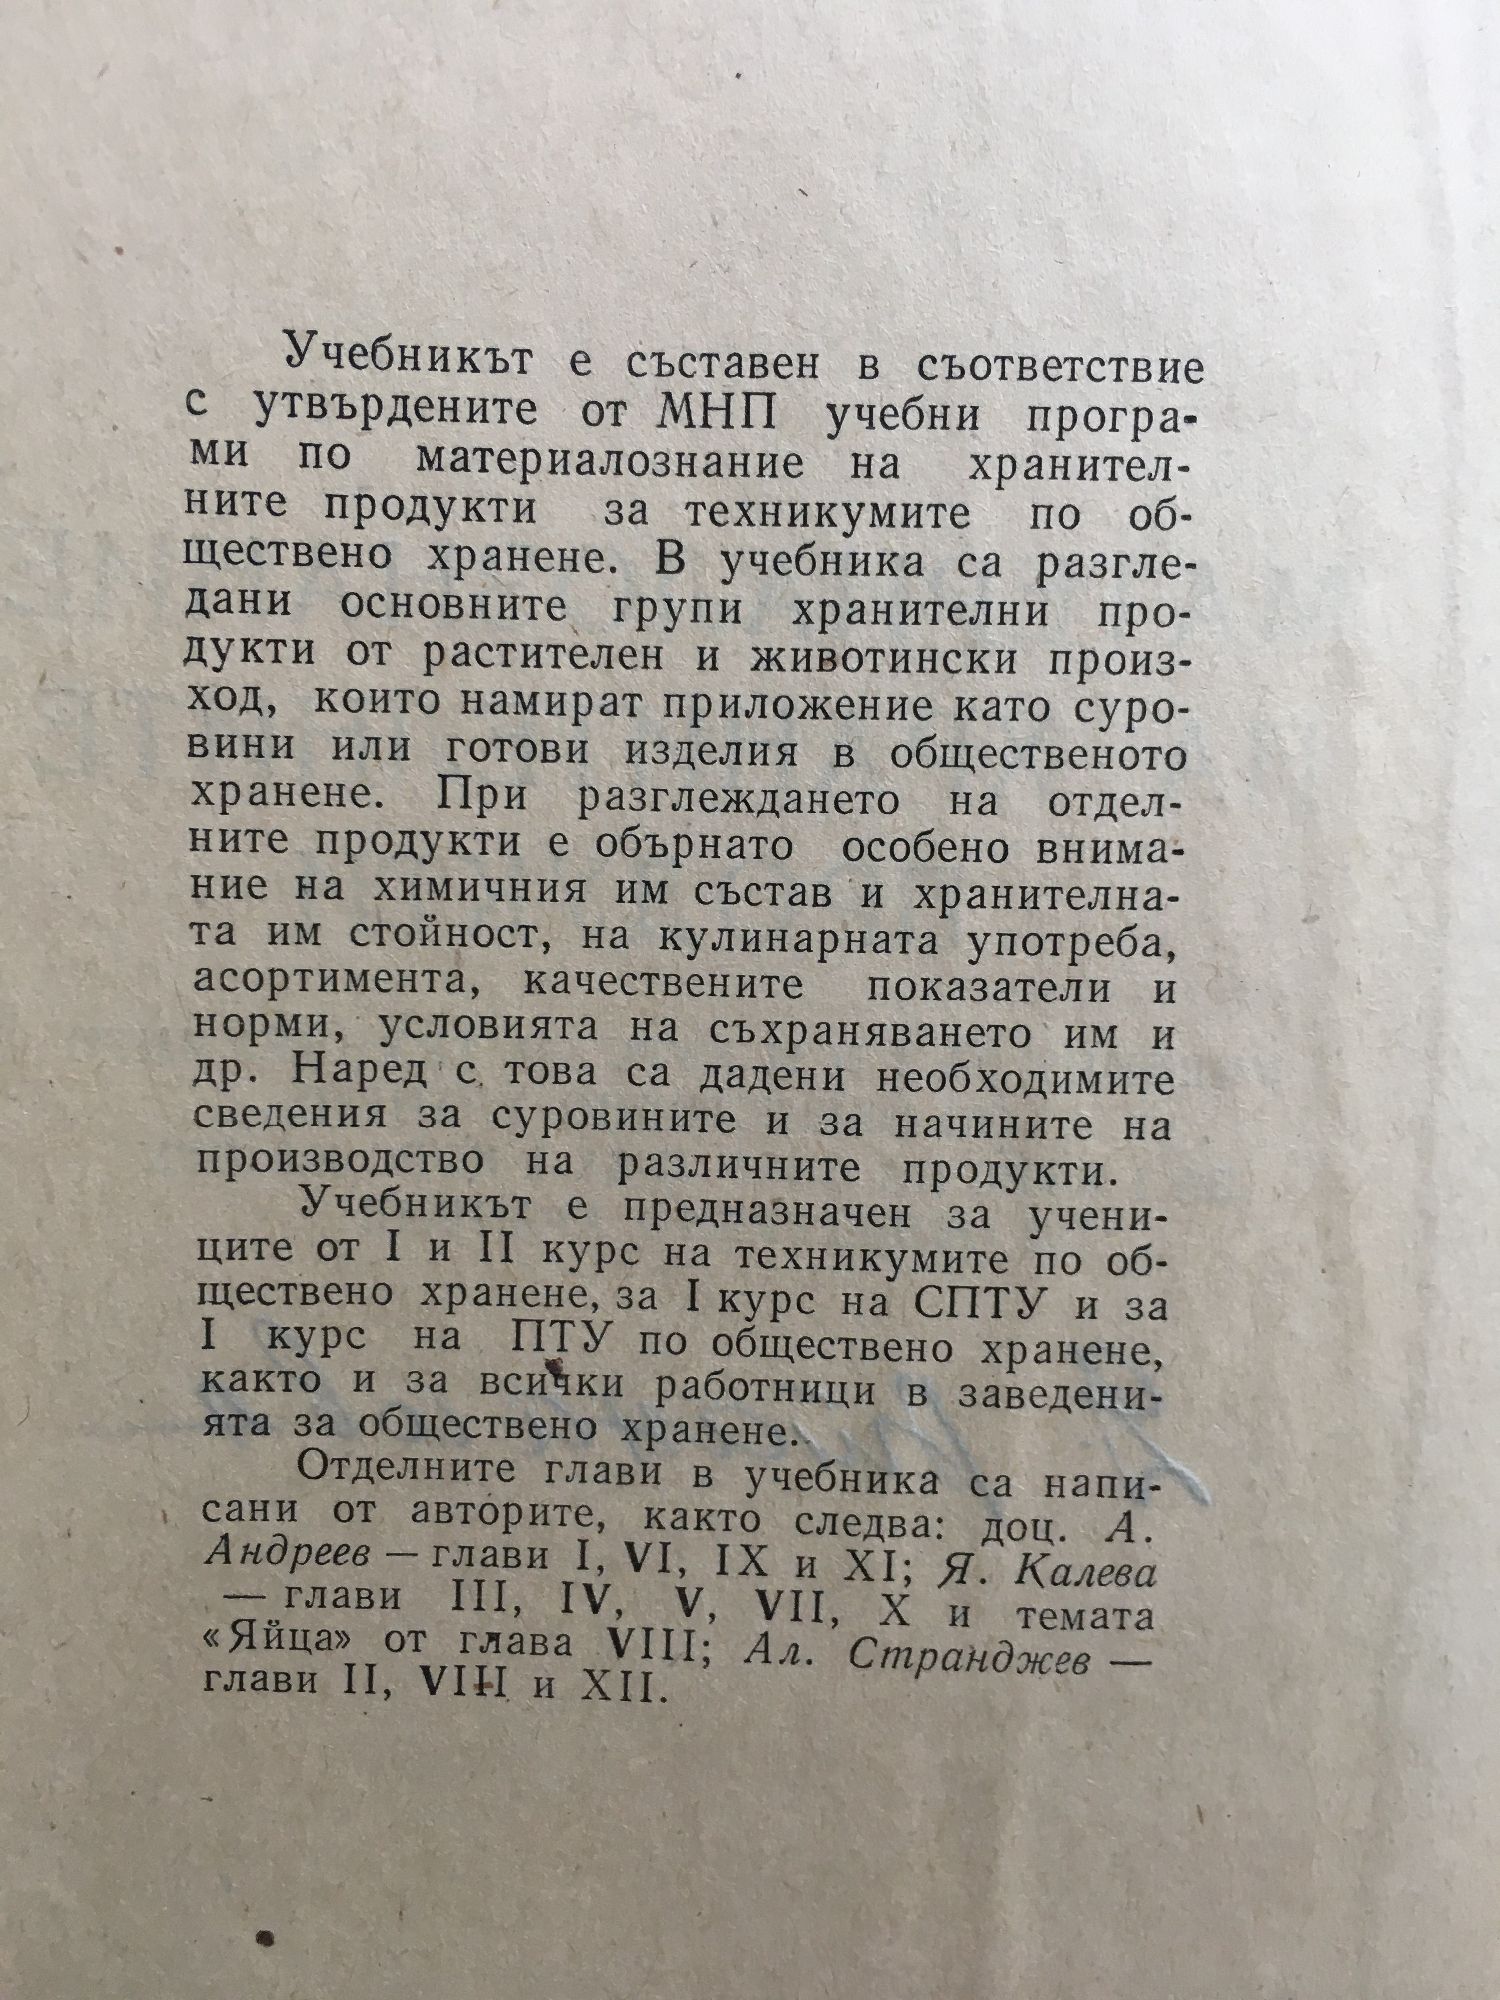 Учебникът е съставен в съответствие
с утвърдените от МНП учебни програ-
ми по материалознание на хранител-
ните продукти за техникумите по об-
ществено хранене. В учебника са разгле-
дани основните групи хранителни про-
дукти от растителен и животински произ-
ход, които намират приложение като суро-
вини или готови изделия в общественото
хранене. При разглеждането на отдел-
ните продукти е обърнато особено внима-
ние на химичния им състав и хранителна-
та им стойност, на кулинарната употреба,
асортимента, качествените показатели и
норми, условията на съхраняването им и
др. Наред с това са дадени необходимите
сведения за суровините и за начините на
производство на различните продукти.
Учебникът е предназначен за учени-
ците от I и II курс на техникумите по об-
ществено хранене, за I курс на СПТУ и за
I курс на ПТУ по обществено хранене,
както и за всички работници в заведени-
ята за обществено хранене.
Отделните глави в учебника са напи-
сани от авторите, както следва: доц. А.
Андреев — глави I, VI, IX и XI; Я. Калева
— глави III, IV, V, VII, X и темата
«Яйца» от глава VIII; Ал. Странджев —
глави II, VIII и XII.